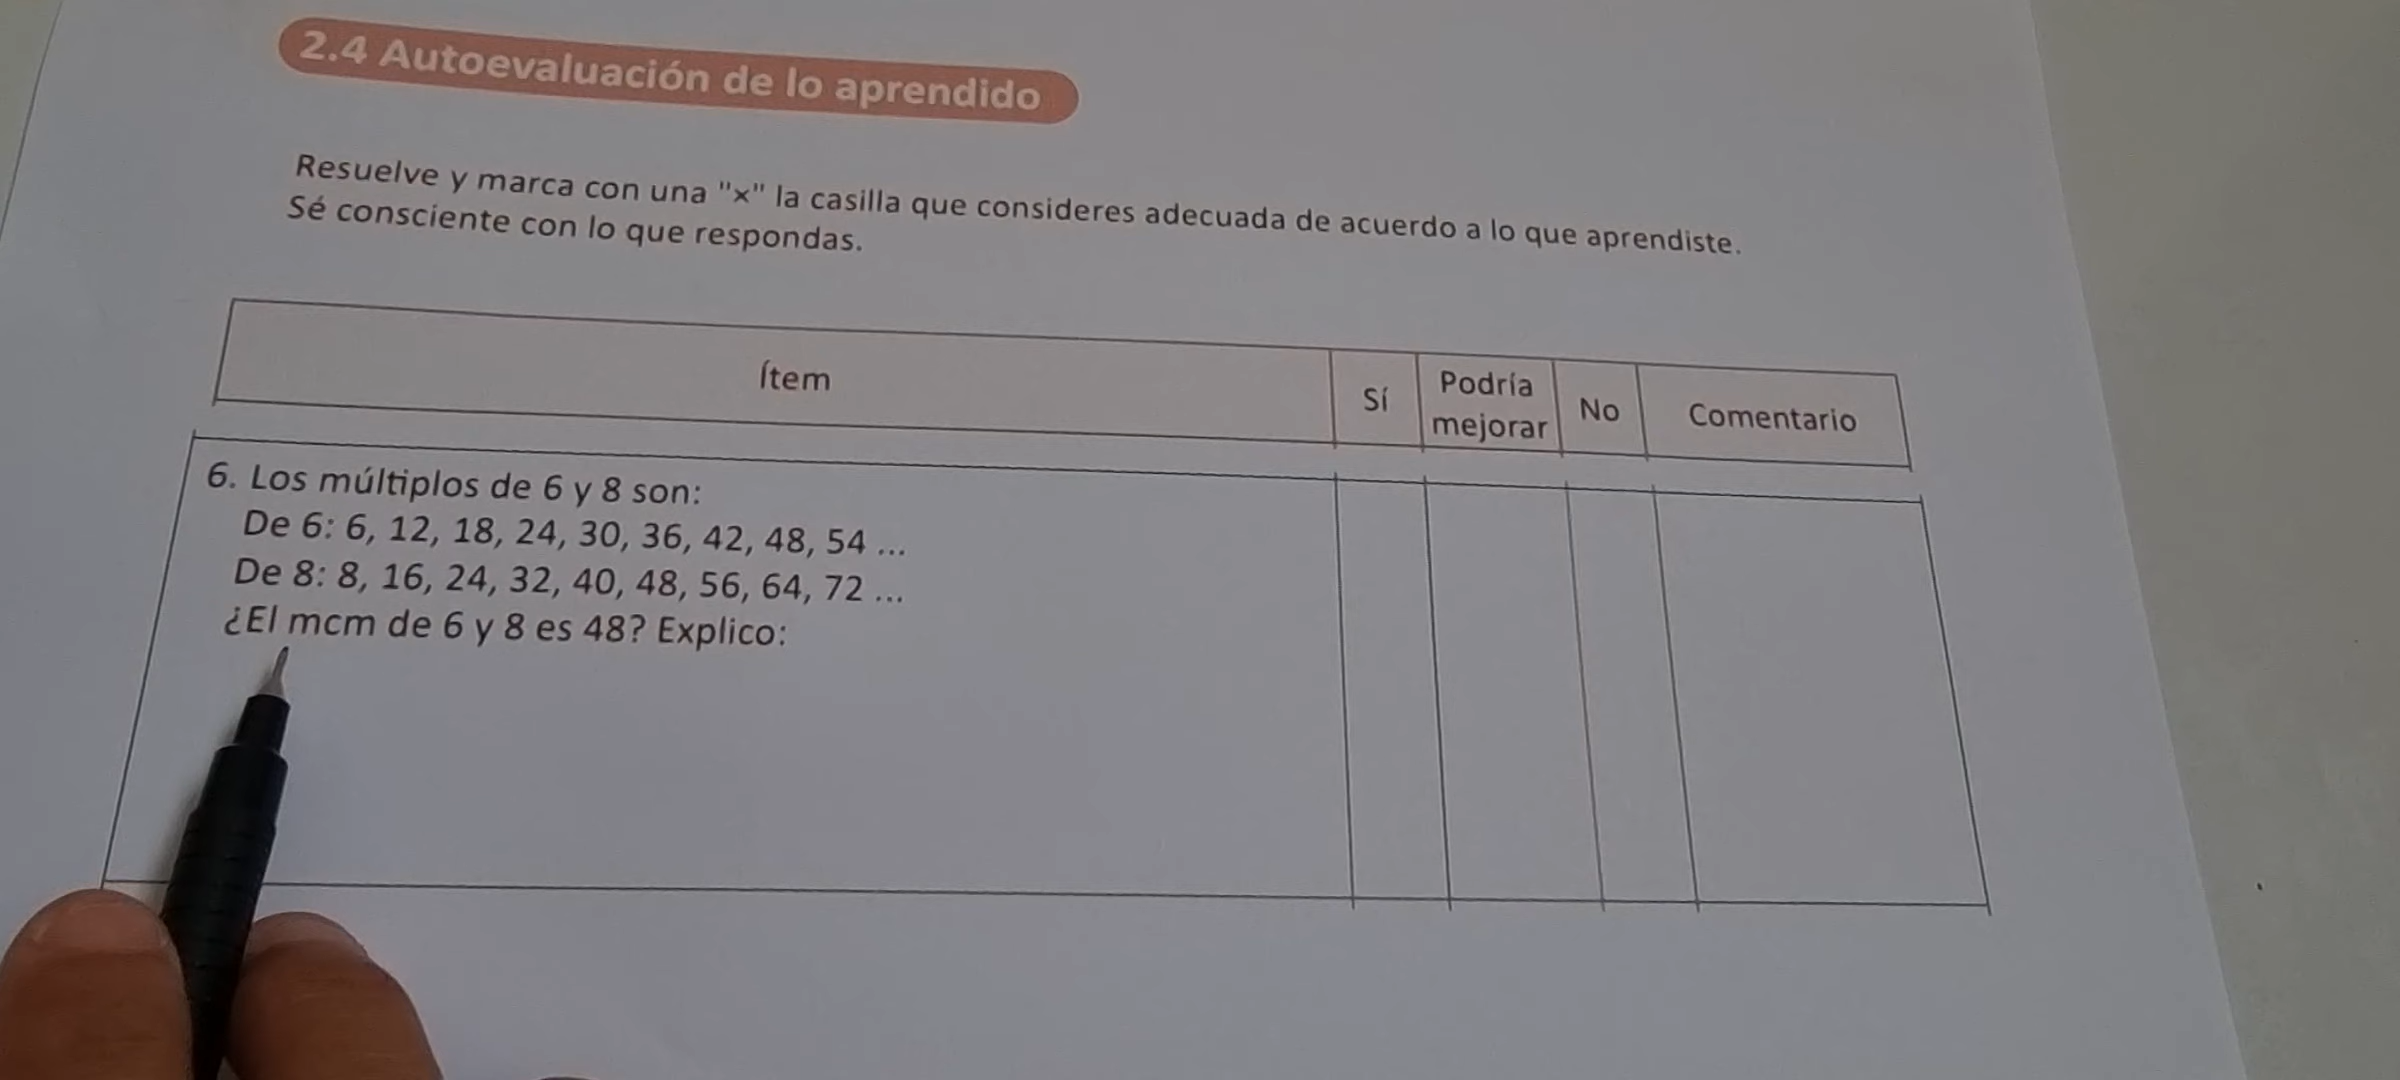 2.4 Autoevaluación de lo aprendido
Resuelve y marca con una "×" la casilla que consideres adecuada de acuerdo a lo que aprendiste.
Sé consciente con lo que respondas.
Ítem
Sí
Podría
mejorar
No
Comentario
6. Los múltiplos de 6 y 8 son:
De 6: 6, 12, 18, 24, 30, 36, 42, 48, 54 ...
De 8: 8, 16, 24, 32, 40, 48, 56, 64, 72 ...
¿El mcm de 6 y 8 es 48? Explico: